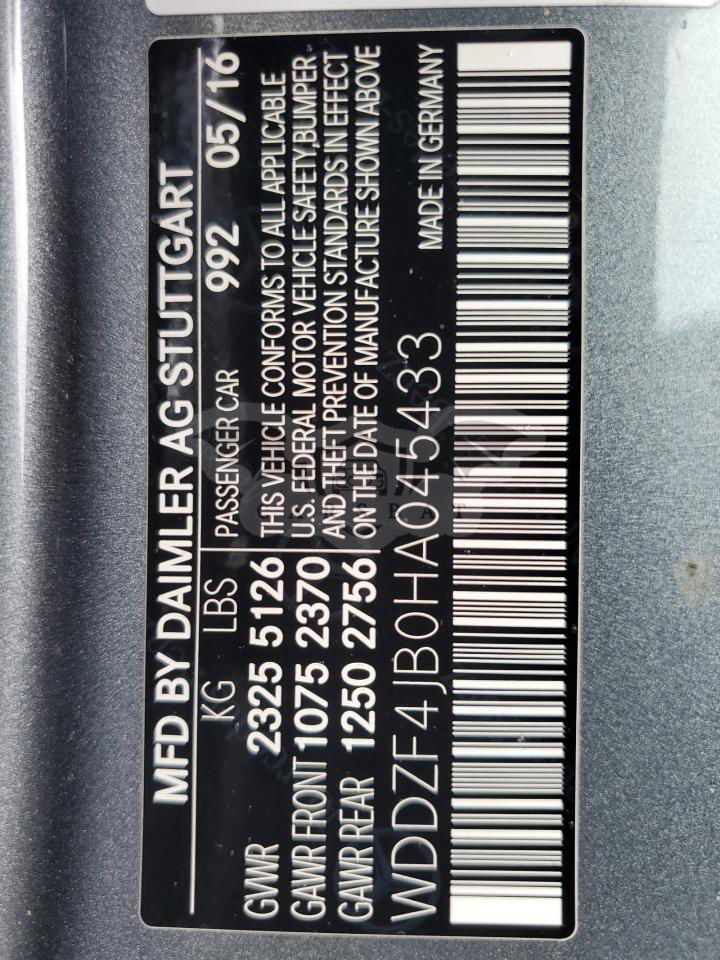 MFD BY DAIMLER AG STUTTGART
KG LBS PASSENGER CAR 992 05/16
GVWR 2325 5126 THIS VEHICLE CONFORMS TO ALL APPLICABLE
GAWR FRONT 1075 2370 U.S. FEDERAL MOTOR VEHICLE SAFETY,BUMPER
GAWR REAR 1250 2756 AND THEFT PREVENTION STANDARDS IN EFFECT
ON THE DATE OF MANUFACTURE SHOWN ABOVE
WDDZF4JB0HA045433 MADE IN GERMANY